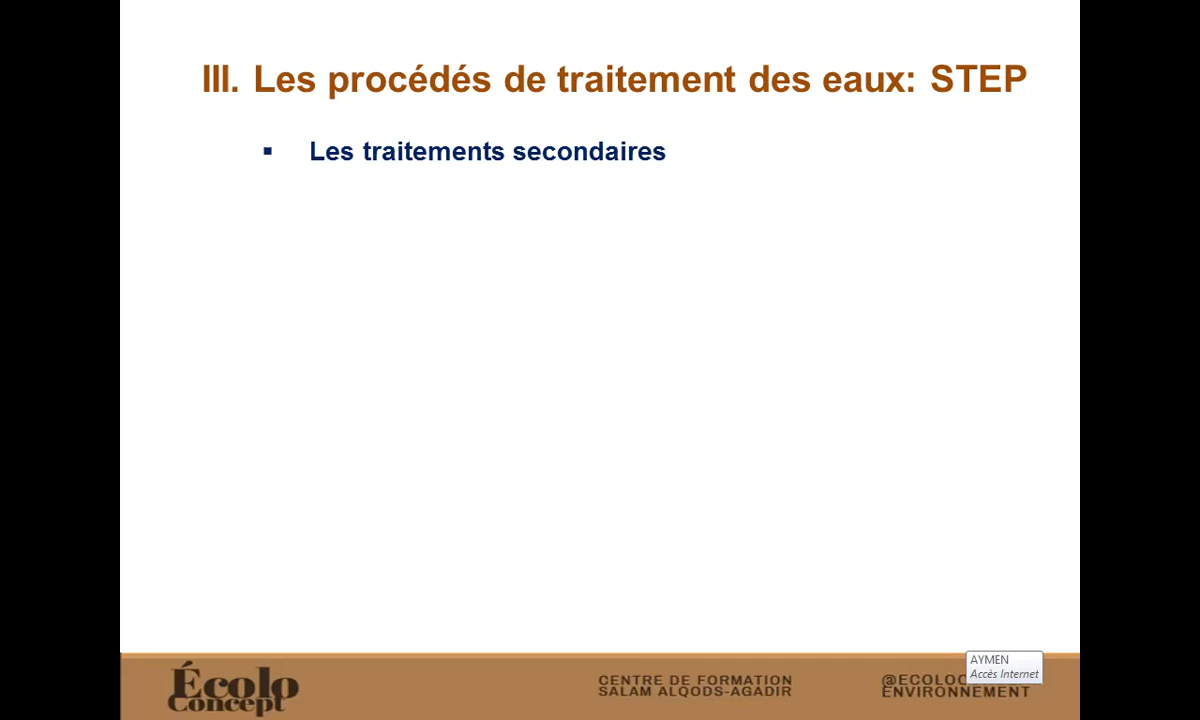 III. Les procédés de traitement des eaux: STEP
▪ Les traitements secondaires
Écolo
Concept
CENTRE DE FORMATION
SALAM ALQODS-AGADIR
ENVIRONNEMENT
AYMEN
Accès Internet